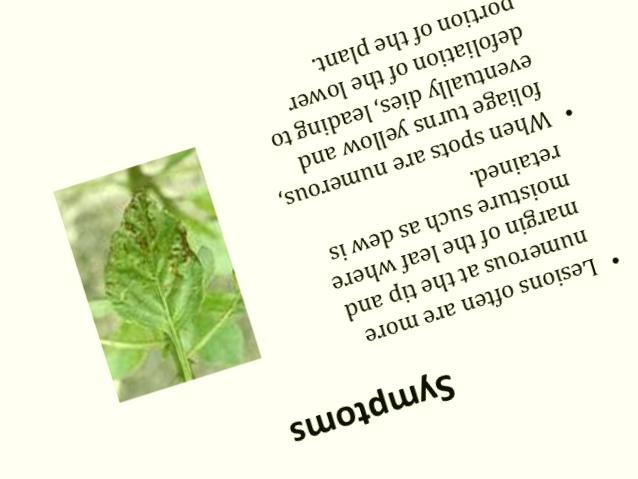 Symptoms
• Lesions often are more
numerous at the tip and
margin of the leaf where
moisture such as dew is
retained.
• When spots are numerous,
foliage turns yellow and
eventually dies, leading to
defoliation of the lower
portion of the plant.